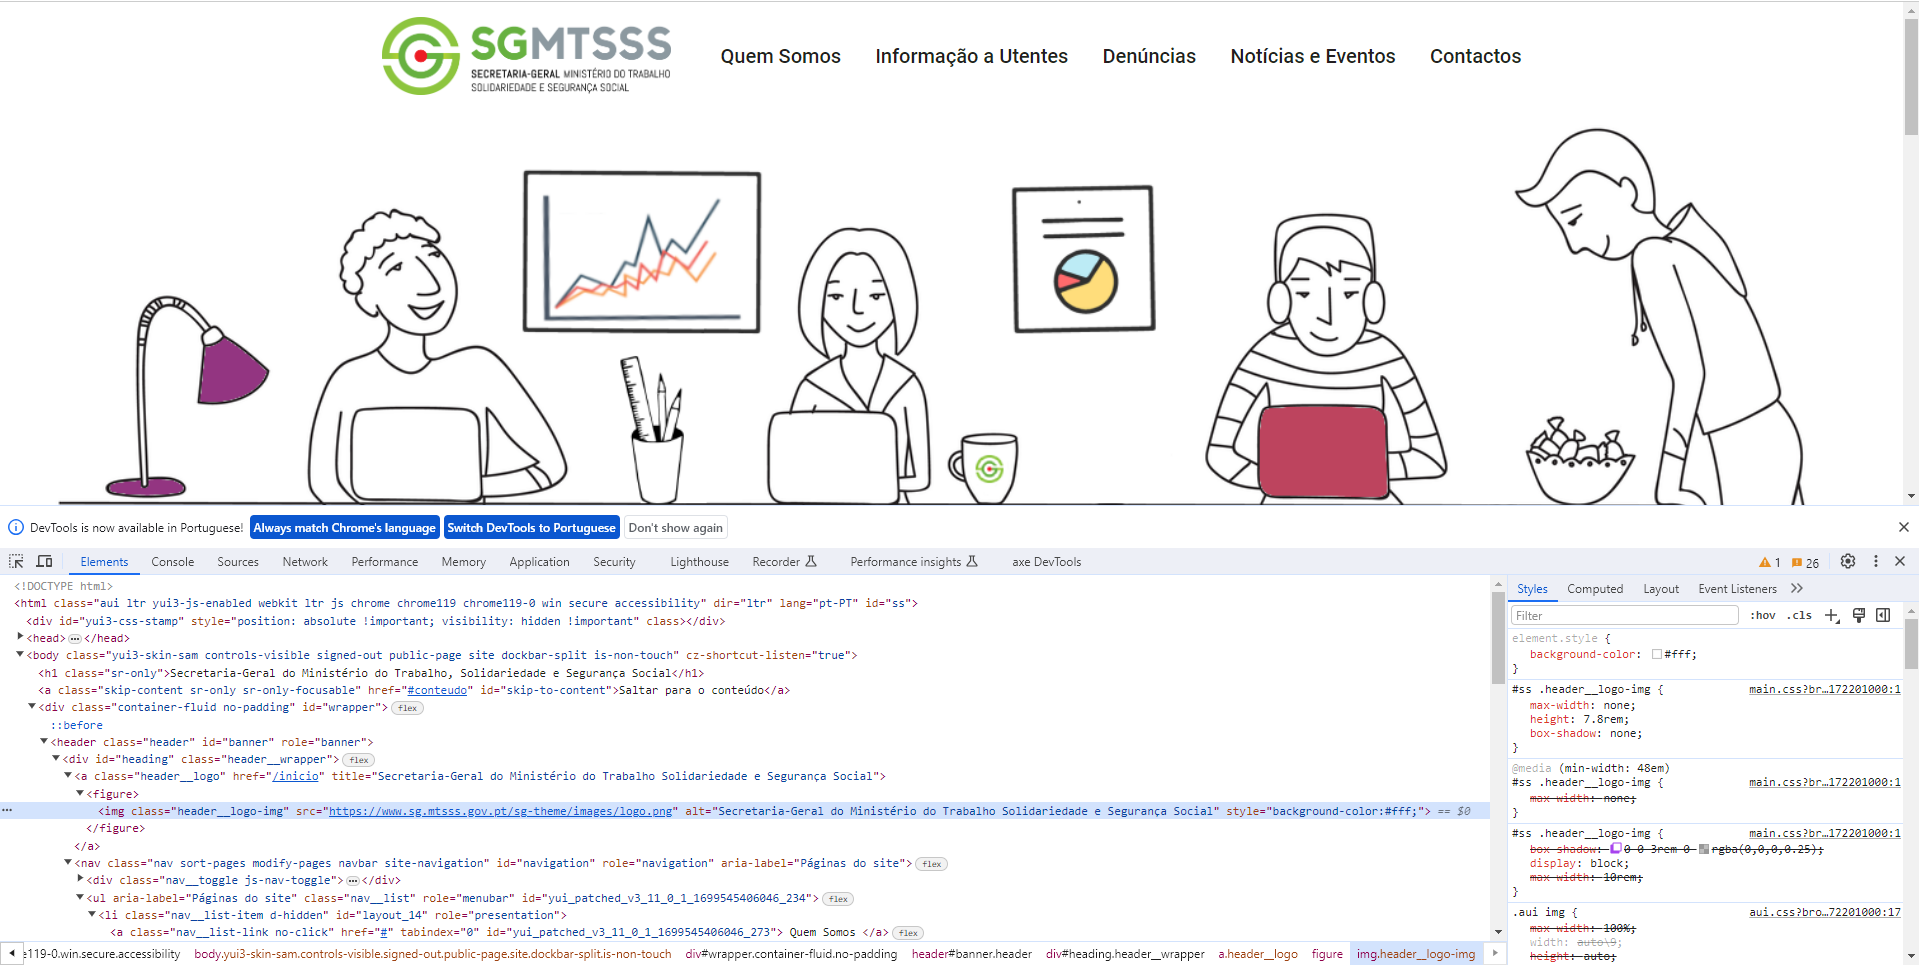 SGMTSSS
SECRETARIA-GERAL MINISTÉRIO DO TRABALHO
SOLIDARIEDADE E SEGURANÇA SOCIAL
Quem Somos
Informação a Utentes
Denúncias
Notícias e Eventos
Contactos
DevTools is now available in Portuguese!
Always match Chrome's language
Switch DevTools to Portuguese
Don't show again
Elements
Console
Sources
Network
Performance
Memory
Application
Security
Lighthouse
Recorder
Performance insights
axe DevTools
1
26
<!DOCTYPE html>
<html class="aui ltr yui3-js-enabled webkit ltr js chrome chrome119 chrome119-0 win secure accessibility" dir="ltr" lang="pt-PT" id="ss">
<div id="yui3-css-stamp" style="position: absolute !important; visibility: hidden !important" class></div>
<head> … </head>
<body class="yui3-skin-sam controls-visible signed-out public-page site dockbar-split is-non-touch" cz-shortcut-listen="true">
<h1 class="sr-only">Secretaria-Geral do Ministério do Trabalho, Solidariedade e Segurança Social</h1>
<a class="skip-content sr-only sr-only-focusable" href="#conteudo" id="skip-to-content">Saltar para o conteúdo</a>
<div class="container-fluid no-padding" id="wrapper"> flex
::before
<header class="header" id="banner" role="banner">
<div id="heading" class="header__wrapper"> flex
<a class="header__logo" href="/inicio" title="Secretaria-Geral do Ministério do Trabalho Solidariedade e Segurança Social">
<figure>
<img class="header__logo-img" src="https://www.sg.mtsss.gov.pt/sg-theme/images/logo.png" alt="Secretaria-Geral do Ministério do Trabalho Solidariedade e Segurança Social" style="background-color:#fff;"> == $0
</figure>
</a>
<nav class="nav sort-pages modify-pages navbar site-navigation" id="navigation" role="navigation" aria-label="Páginas do site"> flex
<div class="nav__toggle js-nav-toggle"> … </div>
<ul aria-label="Páginas do site" class="nav__list" role="menubar" id="yui_patched_v3_11_0_1_1699545406046_234"> flex
<li class="nav__list-item d-hidden" id="layout_14" role="presentation">
<a class="nav__list-link no-click" href="#" tabindex="0" id="yui_patched_v3_11_0_1_1699545406046_273"> Quem Somos </a> flex
e119-0.win.secure.accessibility
body.yui3-skin-sam.controls-visible.signed-out.public-page.site.dockbar-split.is-non-touch
div#wrapper.container-fluid.no-padding
header#banner.header
div#heading.header__wrapper
a.header__logo
figure
img.header__logo-img
Styles
Computed
Layout
Event Listeners
Filter
:hov
.cls
element.style {
background-color: #fff;
}
#ss .header__logo-img { main.css?br…172201000:1
max-width: none;
height: 7.8rem;
box-shadow: none;
}
@media (min-width: 48em)
#ss .header__logo-img { main.css?br…172201000:1
max-width: none;
}
#ss .header__logo-img { main.css?br…172201000:1
box-shadow: 0 0 3rem 0 rgba(0,0,0,0.25);
display: block;
max-width: 10rem;
}
.aui img { aui.css?bro…72201000:17
max-width: 100%;
width: auto\9;
height: auto;